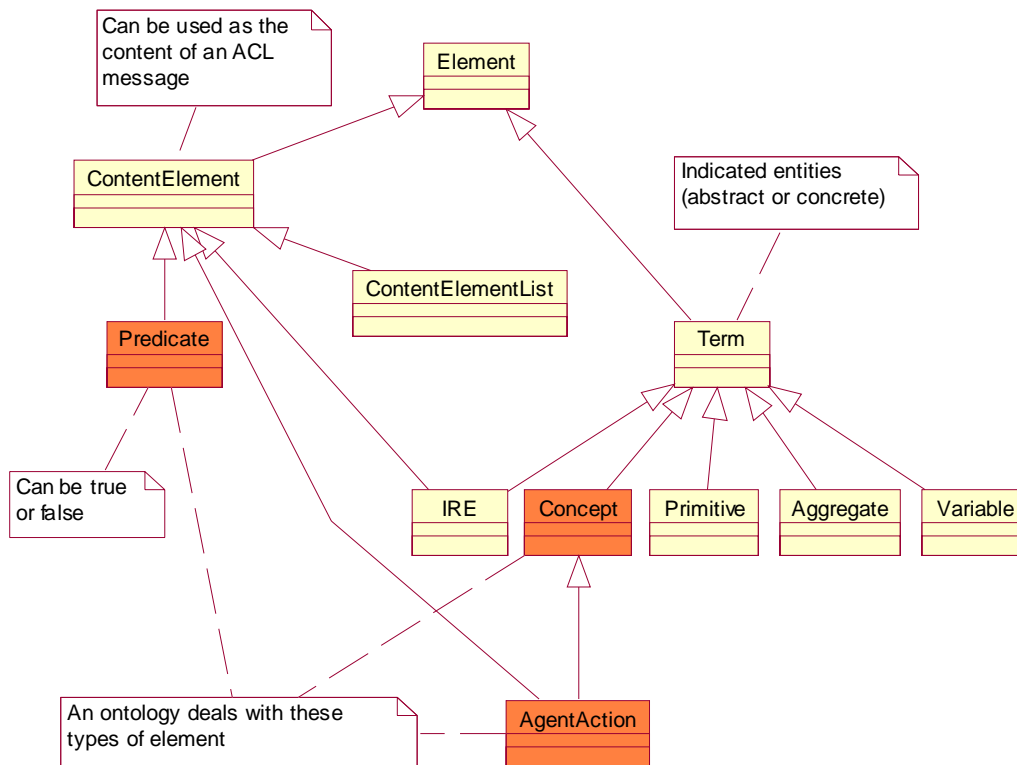 Can be used as the
content of an ACL
message
Element
ContentElement
Indicated entities
(abstract or concrete)
ContentElementList
Predicate
Term
Can be true
or false
IRE
Concept
Primitive
Aggregate
Variable
An ontology deals with these
types of element
AgentAction